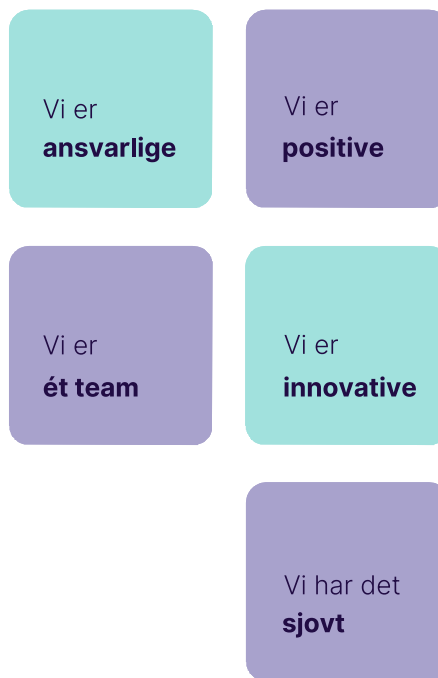 Vi er
ansvarlige
Vi er
positive
Vi er
ét team
Vi er
innovative
Vi har det
sjovt